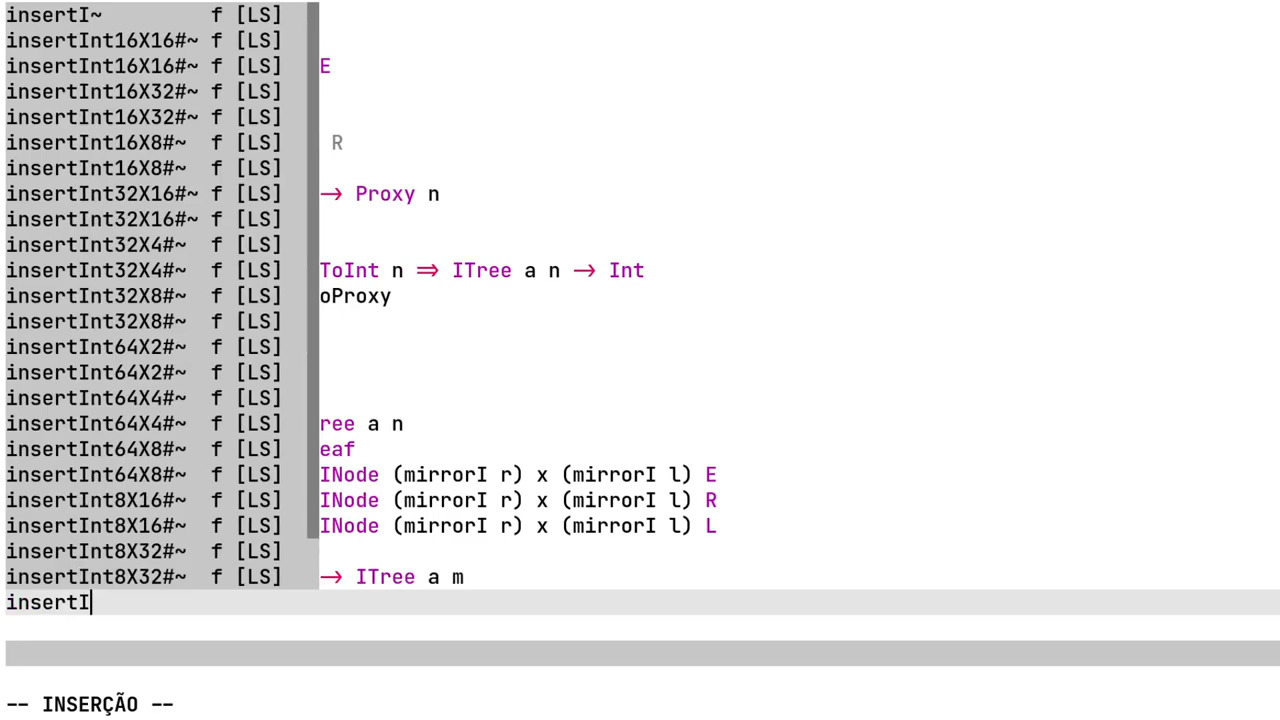 insertI~ f [LS]
insertInt16X16#~ f [LS]
insertInt16X16#~ f [LS] E
insertInt16X32#~ f [LS]
insertInt16X32#~ f [LS]
insertInt16X8#~ f [LS] R
insertInt16X8#~ f [LS]
insertInt32X16#~ f [LS] -> Proxy n
insertInt32X16#~ f [LS]
insertInt32X4#~ f [LS]
insertInt32X4#~ f [LS] ToInt n => ITree a n -> Int
insertInt32X8#~ f [LS] oProxy
insertInt32X8#~ f [LS]
insertInt64X2#~ f [LS]
insertInt64X2#~ f [LS]
insertInt64X4#~ f [LS]
insertInt64X4#~ f [LS] ree a n
insertInt64X8#~ f [LS] eaf
insertInt64X8#~ f [LS] INode (mirrorI r) x (mirrorI l) E
insertInt8X16#~ f [LS] INode (mirrorI r) x (mirrorI l) R
insertInt8X16#~ f [LS] INode (mirrorI r) x (mirrorI l) L
insertInt8X32#~ f [LS]
insertInt8X32#~ f [LS] -> ITree a m
insertI
-- INSERÇÃO --